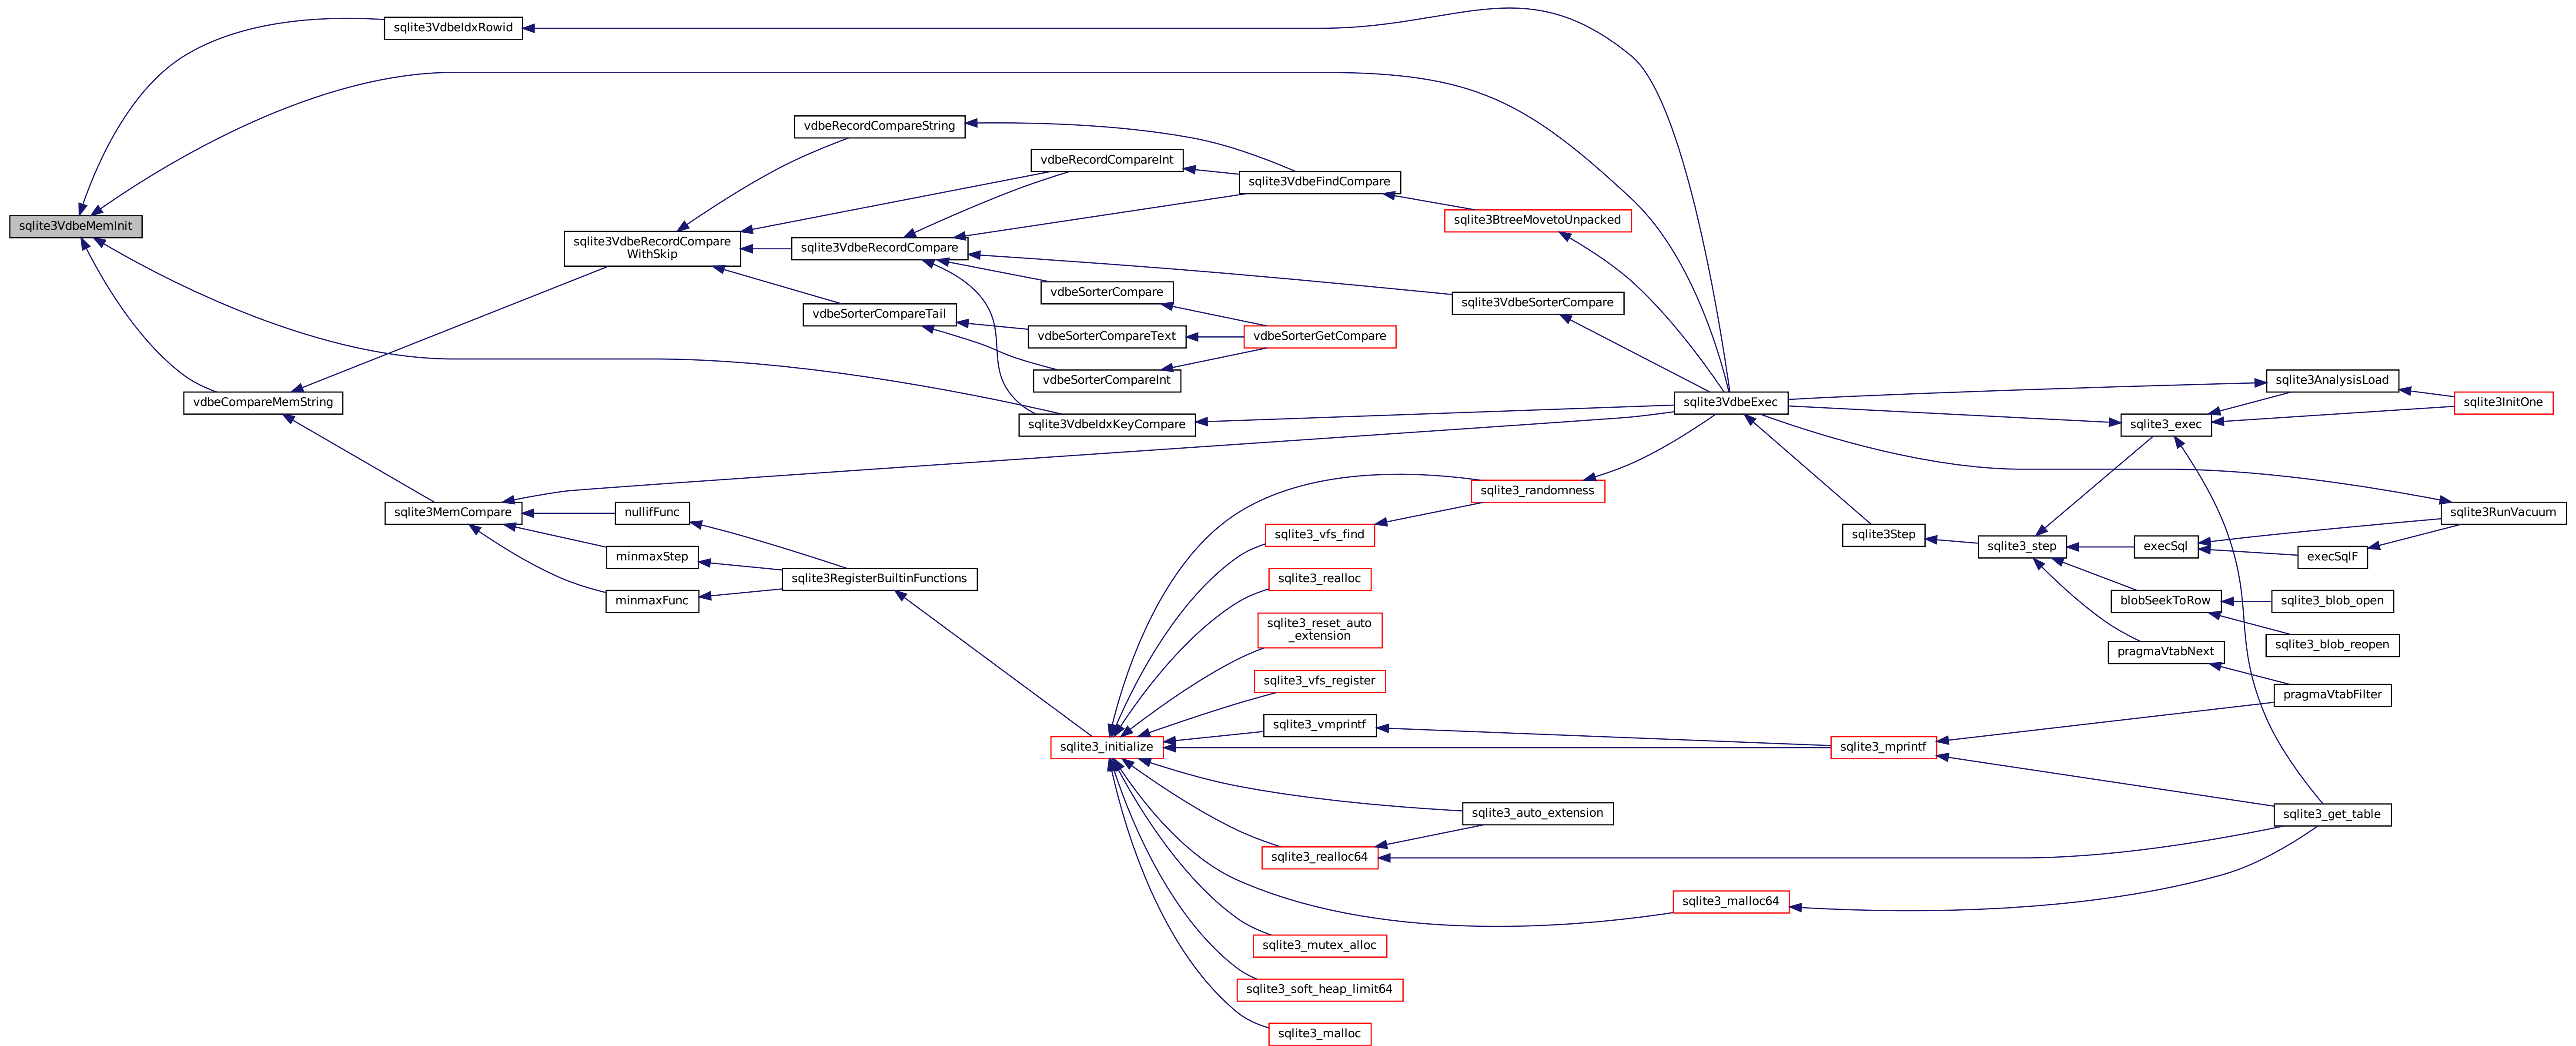 sqlite3VdbeMemInit
sqlite3VdbeIdxRowid
vdbeCompareMemString
sqlite3MemCompare
sqlite3VdbeRecordCompare
WithSkip
nullifFunc
minmaxStep
minmaxFunc
vdbeRecordCompareString
sqlite3VdbeRecordCompare
vdbeSorterCompareTail
sqlite3RegisterBuiltinFunctions
vdbeRecordCompareInt
vdbeSorterCompare
vdbeSorterCompareText
vdbeSorterCompareInt
sqlite3VdbeIdxKeyCompare
sqlite3_initialize
sqlite3VdbeFindCompare
vdbeSorterGetCompare
sqlite3_vfs_find
sqlite3_realloc
sqlite3_reset_auto
_extension
sqlite3_vfs_register
sqlite3_vmprintf
sqlite3_realloc64
sqlite3_mutex_alloc
sqlite3_soft_heap_limit64
sqlite3_malloc
sqlite3BtreeMovetoUnpacked
sqlite3VdbeSorterCompare
sqlite3_randomness
sqlite3_auto_extension
sqlite3VdbeExec
sqlite3_malloc64
sqlite3Step
sqlite3_mprintf
sqlite3_step
sqlite3_exec
execSql
blobSeekToRow
pragmaVtabNext
sqlite3AnalysisLoad
execSqlF
sqlite3_blob_open
sqlite3_blob_reopen
pragmaVtabFilter
sqlite3_get_table
sqlite3InitOne
sqlite3RunVacuum